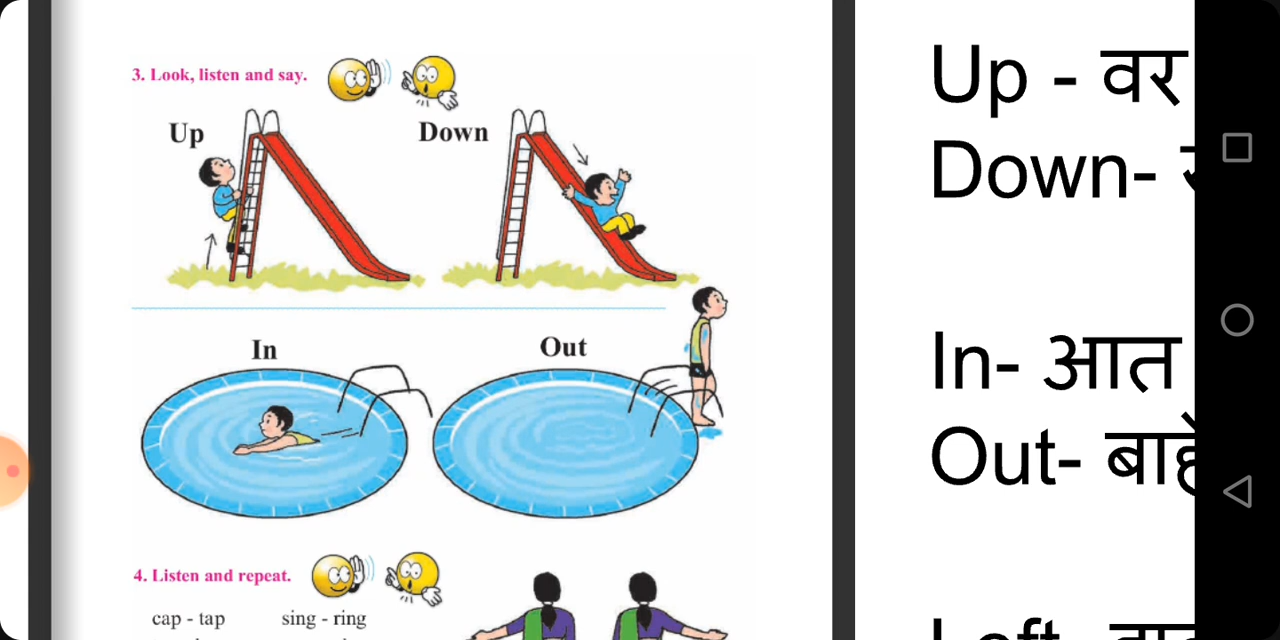 3. Look, listen and say.
Up Down
In Out
4. Listen and repeat.
cap - tap sing - ring
Up - वर
Down-
In- आत
Out-